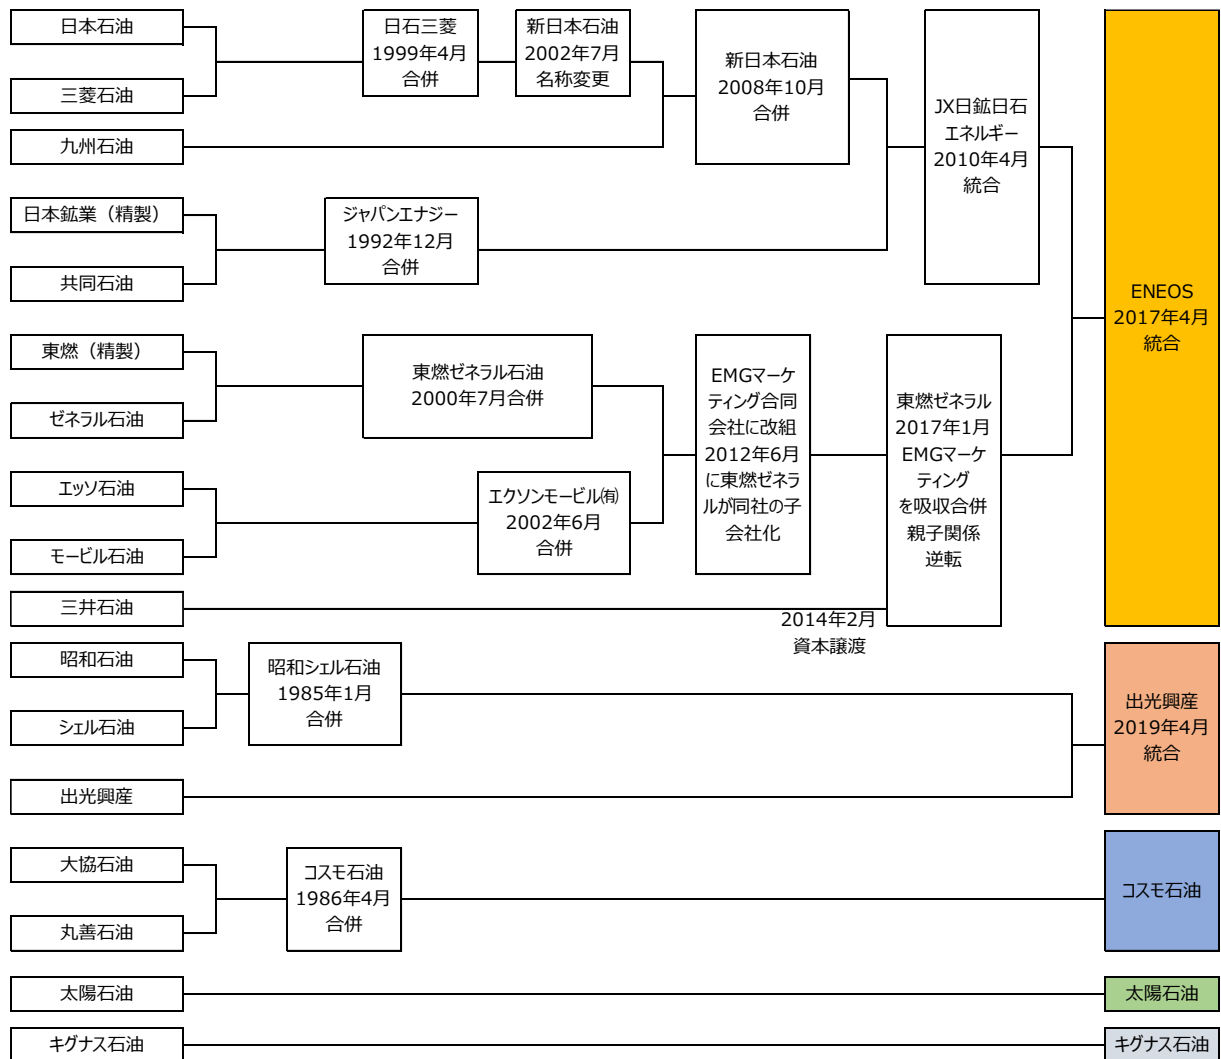 日本石油
三菱石油
九州石油
日石三菱
1999年4月
合併
新日本石油
2002年7月
名称変更
新日本石油
2008年10月
合併
日本鉱業（精製）
共同石油
ジャパンエナジー
1992年12月
合併
JX日鉱日石
エネルギー
2010年4月
統合
東燃（精製）
ゼネラル石油
東燃ゼネラル石油
2000年7月合併
エッソ石油
モービル石油
エクソンモービル㈲
2002年6月
合併
EMGマーケ
ティング合同
会社に改組
2012年6月
に東燃ゼネラ
ルが同社の子
会社化
三井石油
2014年2月
資本譲渡
東燃ゼネラル
2017年1月
EMGマーケ
ティング
を吸収合併
親子関係
逆転
ENEOS
2017年4月
統合
昭和石油
シェル石油
昭和シェル石油
1985年1月
合併
出光興産
出光興産
2019年4月
統合
大協石油
丸善石油
コスモ石油
1986年4月
合併
コスモ石油
太陽石油
太陽石油
キグナス石油
キグナス石油